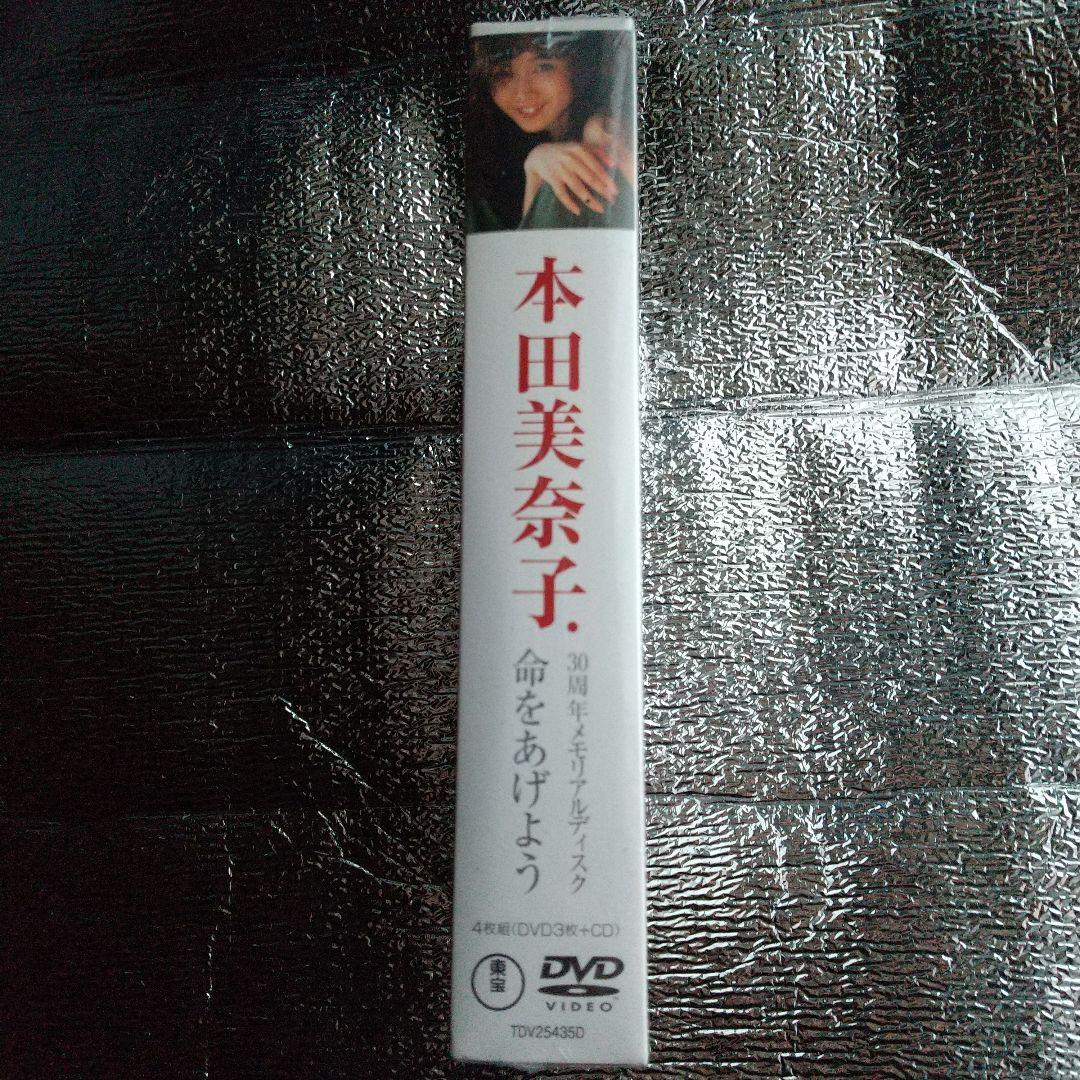 本田美奈子.
30周年メモリアルディスク
命をあげよう
4枚組(DVD3枚+CD)
東宝
DVD
VIDEO™
TDV25435D